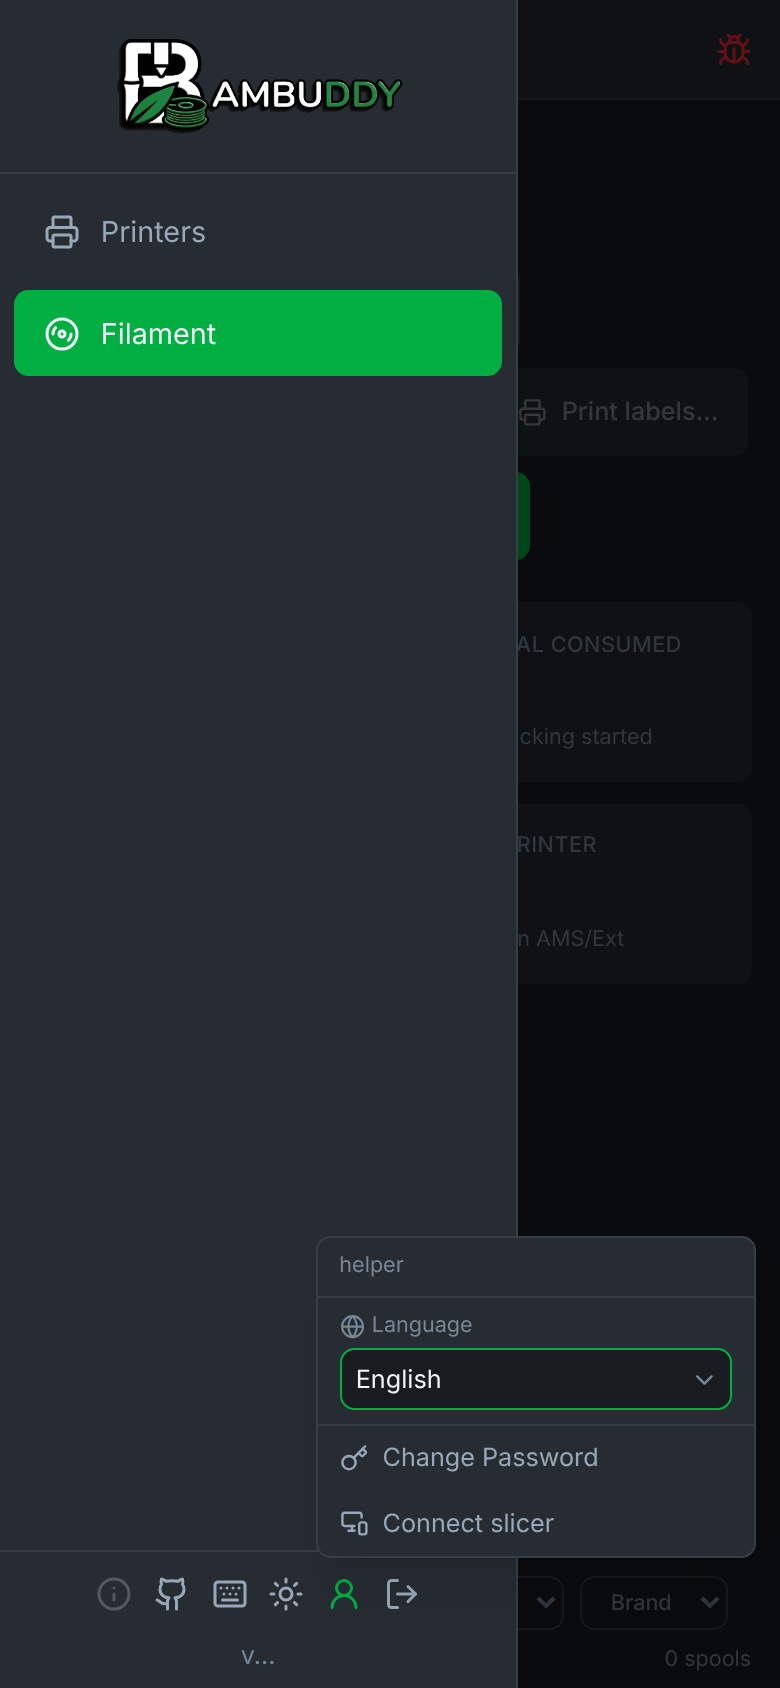 BAMBUDDY
Printers
Filament
Print labels...
AL CONSUMED
cking started
RINTER
n AMS/Ext
helper
Language
English
Change Password
Connect slicer
Brand
v...
0 spools